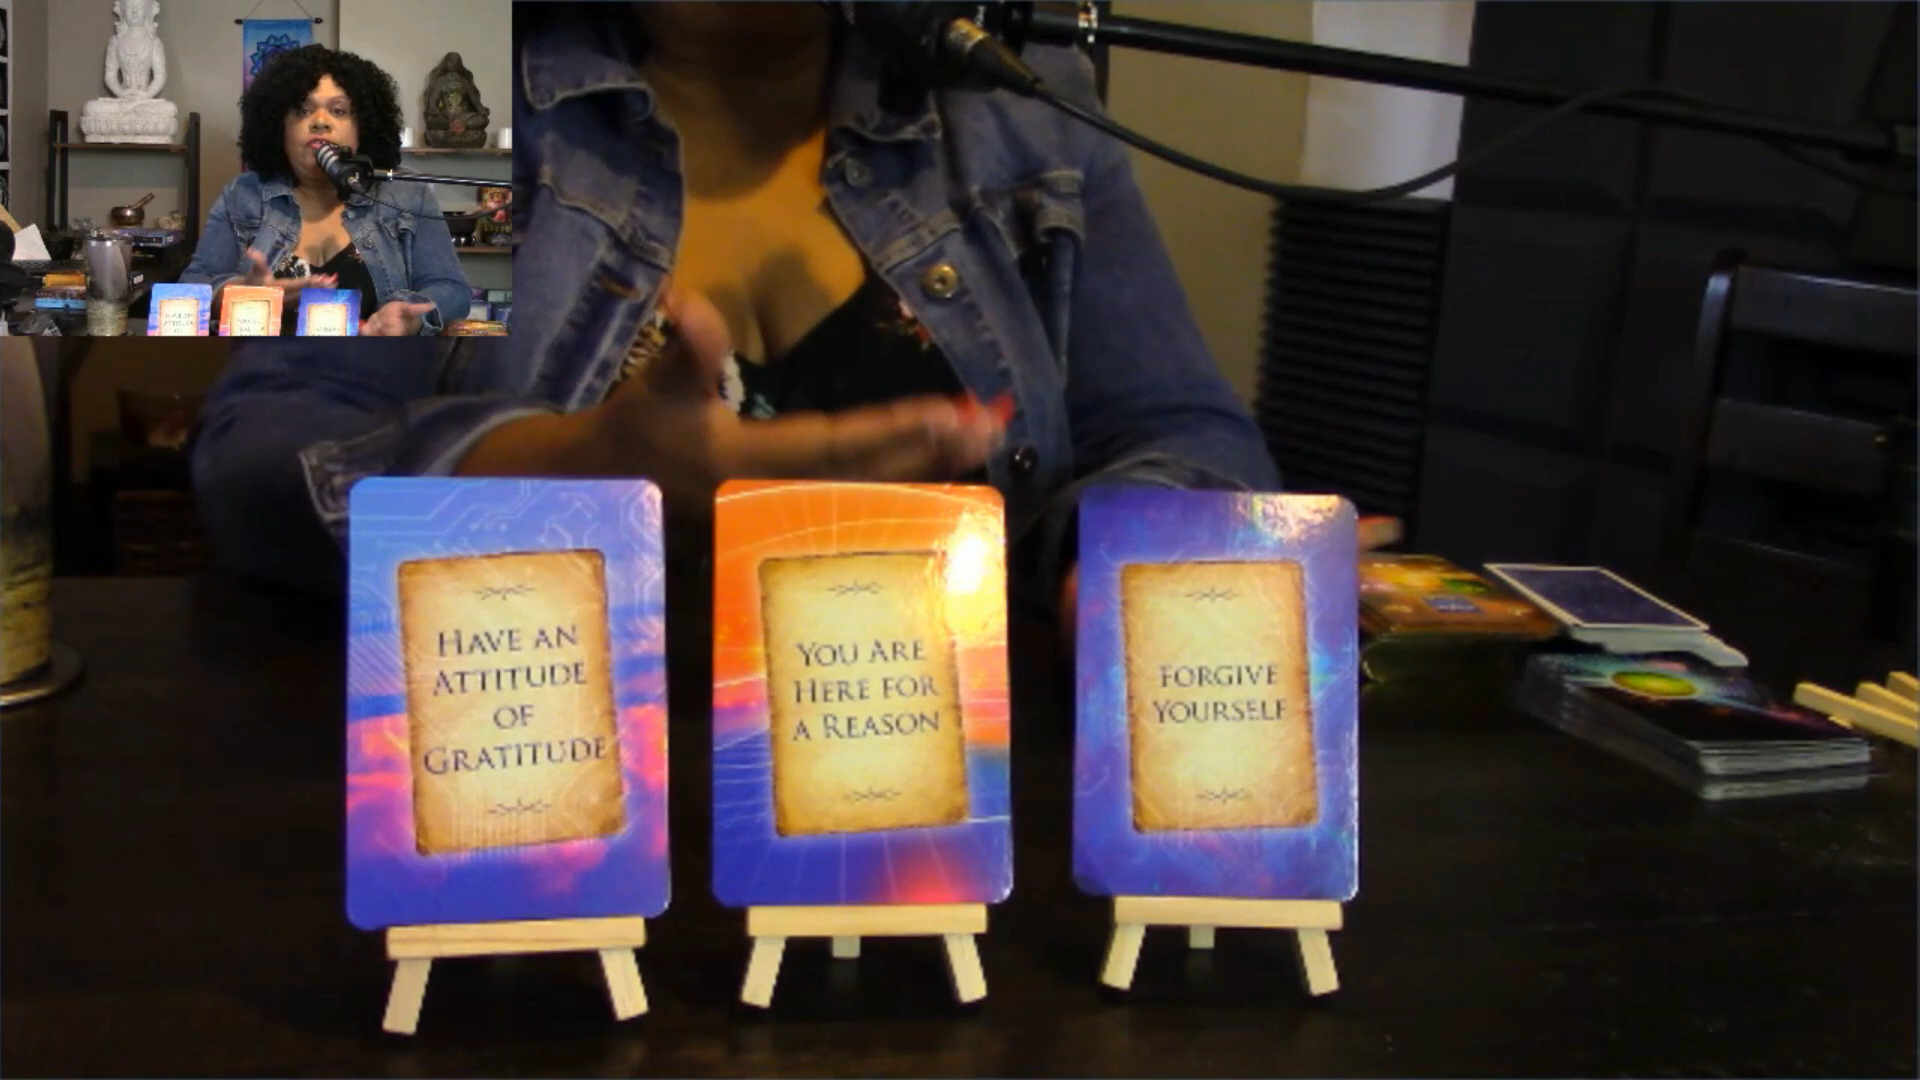 HAVE AN
ATTITUDE
OF
GRATITUDE
YOU ARE
HERE FOR
A REASON
FORGIVE
YOURSELF